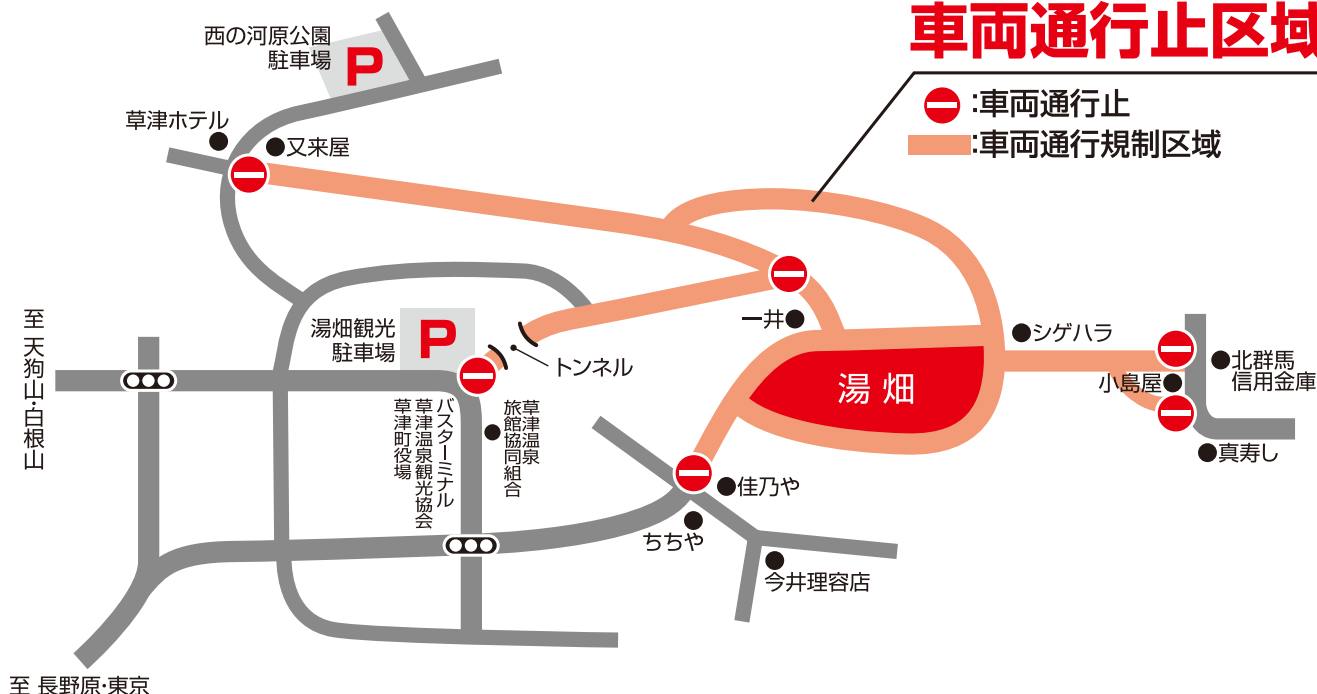 車両通行止区域
:車両通行止
:車両通行規制区域
西の河原公園
駐車場
P
草津ホテル
又来屋
一井
シゲハラ
北群馬
信用金庫
小島屋
真寿し
湯畑
湯畑観光
駐車場
P
トンネル
至 天狗山・白根山
バスターミナル
草津温泉観光協会
草津町役場
草津温泉
旅館協同組合
佳乃や
ちちや
今井理容店
至 長野原・東京